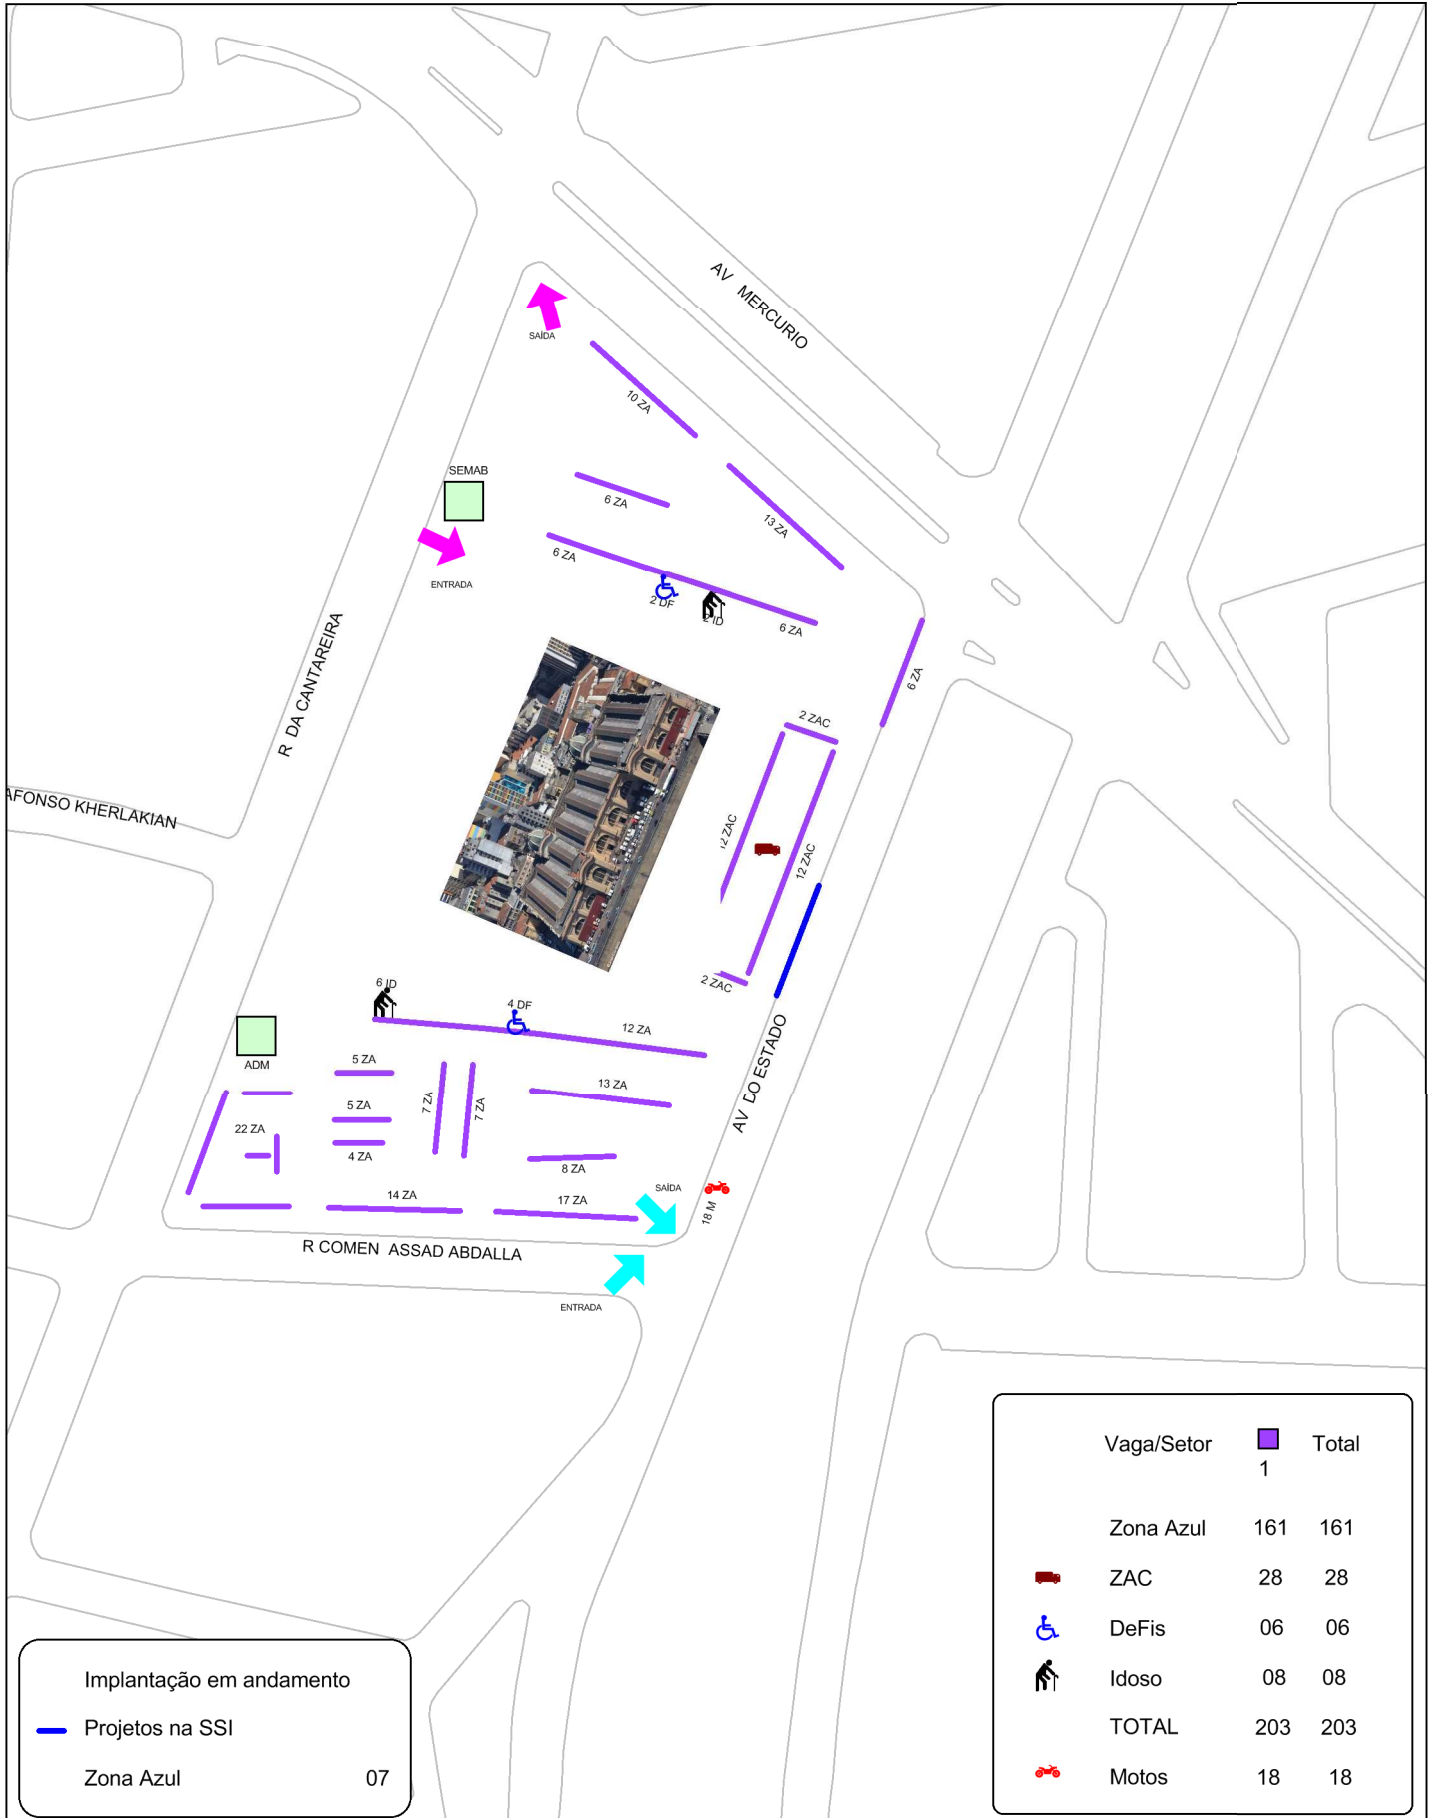 AV MERCURIO
SAÍDA
10 ZA
SEMAB
6 ZA
13 ZA
6 ZA
ENTRADA
2 DF
2 ID
6 ZA
6 ZA
R DA CANTAREIRA
2 ZAC
AFONSO KHERLAKIAN
12 ZAC
12 ZAC
2 ZAC
6 ID
4 DF
12 ZA
AV DO ESTADO
ADM
5 ZA
13 ZA
5 ZA
7 ZA
7 ZA
22 ZA
4 ZA
8 ZA
14 ZA
17 ZA
SAÍDA
18 M
R COMEN ASSAD ABDALLA
ENTRADA
Vaga/Setor Total
1
Zona Azul 161 161
ZAC 28 28
DeFis 06 06
Idoso 08 08
TOTAL 203 203
Motos 18 18
Implantação em andamento
Projetos na SSI
Zona Azul 07